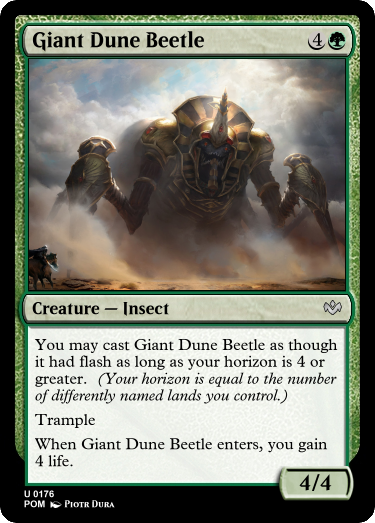 Giant Dune Beetle 4
Creature — Insect
You may cast Giant Dune Beetle as though
it had flash as long as your horizon is 4 or
greater. (Your horizon is equal to the number
of differently named lands you control.)
Trample
When Giant Dune Beetle enters, you gain
4 life.
4/4
U 0176
POM Piotr Dura